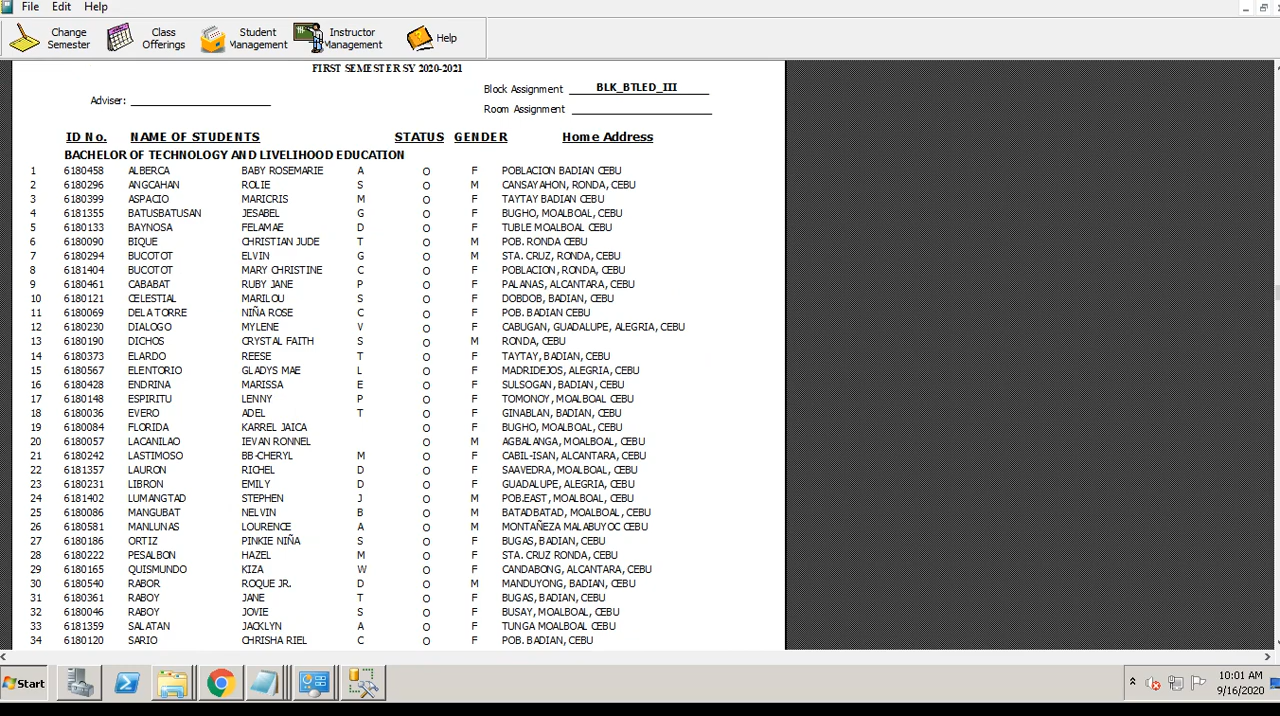 File Edit Help
Change Semester Class Offerings Student Management Instructor Management Help
FIRST SEMESTER SY 2020-2021
Block Assignment BLK_BTLED_III
Adviser:
Room Assignment
ID No. NAME OF STUDENTS STATUS GENDER Home Address
BACHELOR OF TECHNOLOGY AND LIVELIHOOD EDUCATION
1 6180458 ALBERCA BABY ROSEMARIE A O F POBLACION BADIAN CEBU
2 6180296 ANGCAHAN ROLIE S O M CANSAYAHON, RONDA, CEBU
3 6180399 ASPACIO MARICRIS M O F TAYTAY BADIAN CEBU
4 6181355 BATUSBATUSAN JESABEL G O F BUGHO, MOALBOAL, CEBU
5 6180133 BAYNOSA FELAMAE D O F TUBLE MOALBOAL CEBU
6 6180090 BIQUE CHRISTIAN JUDE T O M POB. RONDA CEBU
7 6180294 BUCOTOT ELVIN G O M STA. CRUZ, RONDA, CEBU
8 6181404 BUCOTOT MARY CHRISTINE C O F POBLACION, RONDA, CEBU
9 6180461 CABABAT RUBY JANE P O F PALANAS, ALCANTARA, CEBU
10 6180121 CELESTIAL MARILOU S O F DOBDOB, BADIAN, CEBU
11 6180069 DELA TORRE NIÑA ROSE C O F POB. BADIAN CEBU
12 6180230 DIALOGO MYLENE V O F CABUGAN, GUADALUPE, ALEGRIA, CEBU
13 6180190 DICHOS CRYSTAL FAITH S O M RONDA, CEBU
14 6180373 ELARDO REESE T O F TAYTAY, BADIAN, CEBU
15 6180567 ELENTORIO GLADYS MAE L O F MADRIDEJOS, ALEGRIA, CEBU
16 6180428 ENDRINA MARISSA E O F SULSOGAN, BADIAN, CEBU
17 6180148 ESPIRITU LENNY P O F TOMONOY, MOALBOAL CEBU
18 6180036 EVERO ADEL T O F GINABLAN, BADIAN, CEBU
19 6180084 FLORIDA KARREL JAICA O F BUGHO, MOALBOAL, CEBU
20 6180057 LACANILAO IEVAN RONNEL O M AGBALANGA, MOALBOAL, CEBU
21 6180242 LASTIMOSO BB-CHERYL M O F CABIL-ISAN, ALCANTARA, CEBU
22 6181357 LAURON RICHEL D O F SAAVEDRA, MOALBOAL, CEBU
23 6180231 LIBRON EMILY D O F GUADALUPE, ALEGRIA, CEBU
24 6181402 LUMANGTAD STEPHEN J O M POB.EAST, MOALBOAL, CEBU
25 6180086 MANGUBAT NELVIN B O M BATADBATAD, MOALBOAL, CEBU
26 6180581 MANLUNAS LOURENCE A O M MONTAÑEZA MALABUYOC CEBU
27 6180186 ORTIZ PINKIE NIÑA S O F BUGAS, BADIAN, CEBU
28 6180222 PESALBON HAZEL M O F STA. CRUZ RONDA, CEBU
29 6180165 QUISMUNDO KIZA W O F CANDABONG, ALCANTARA, CEBU
30 6180540 RABOR ROQUE JR. D O M MANDUYONG, BADIAN, CEBU
31 6180361 RABOY JANE T O F BUGAS, BADIAN, CEBU
32 6180046 RABOY JOVIE S O F BUSAY, MOALBOAL, CEBU
33 6181359 SALATAN JACKLYN A O F TUNGA MOALBOAL CEBU
34 6180120 SARIO CHRISHA RIEL C O F POB. BADIAN, CEBU
Start 10:01 AM
9/16/2020